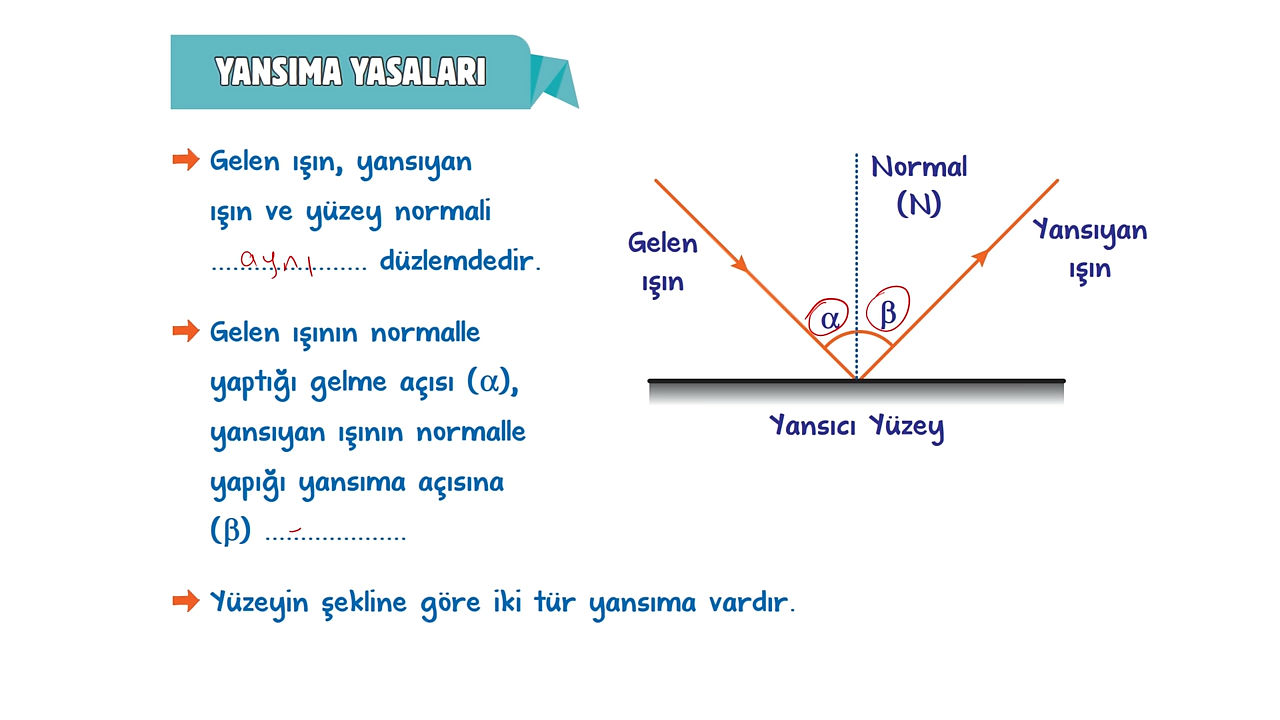 YANSIMA YASALARI
Gelen ışın, yansıyan
ışın ve yüzey normali
aynı düzlemdedir.
Gelen ışının normalle
yaptığı gelme açısı (α),
yansıyan ışının normalle
yapığı yansıma açısına
(β) ....................
Yüzeyin şekline göre iki tür yansıma vardır.
Normal
(N)
Gelen
ışın
Yansıyan
ışın
α
β
Yansıcı Yüzey